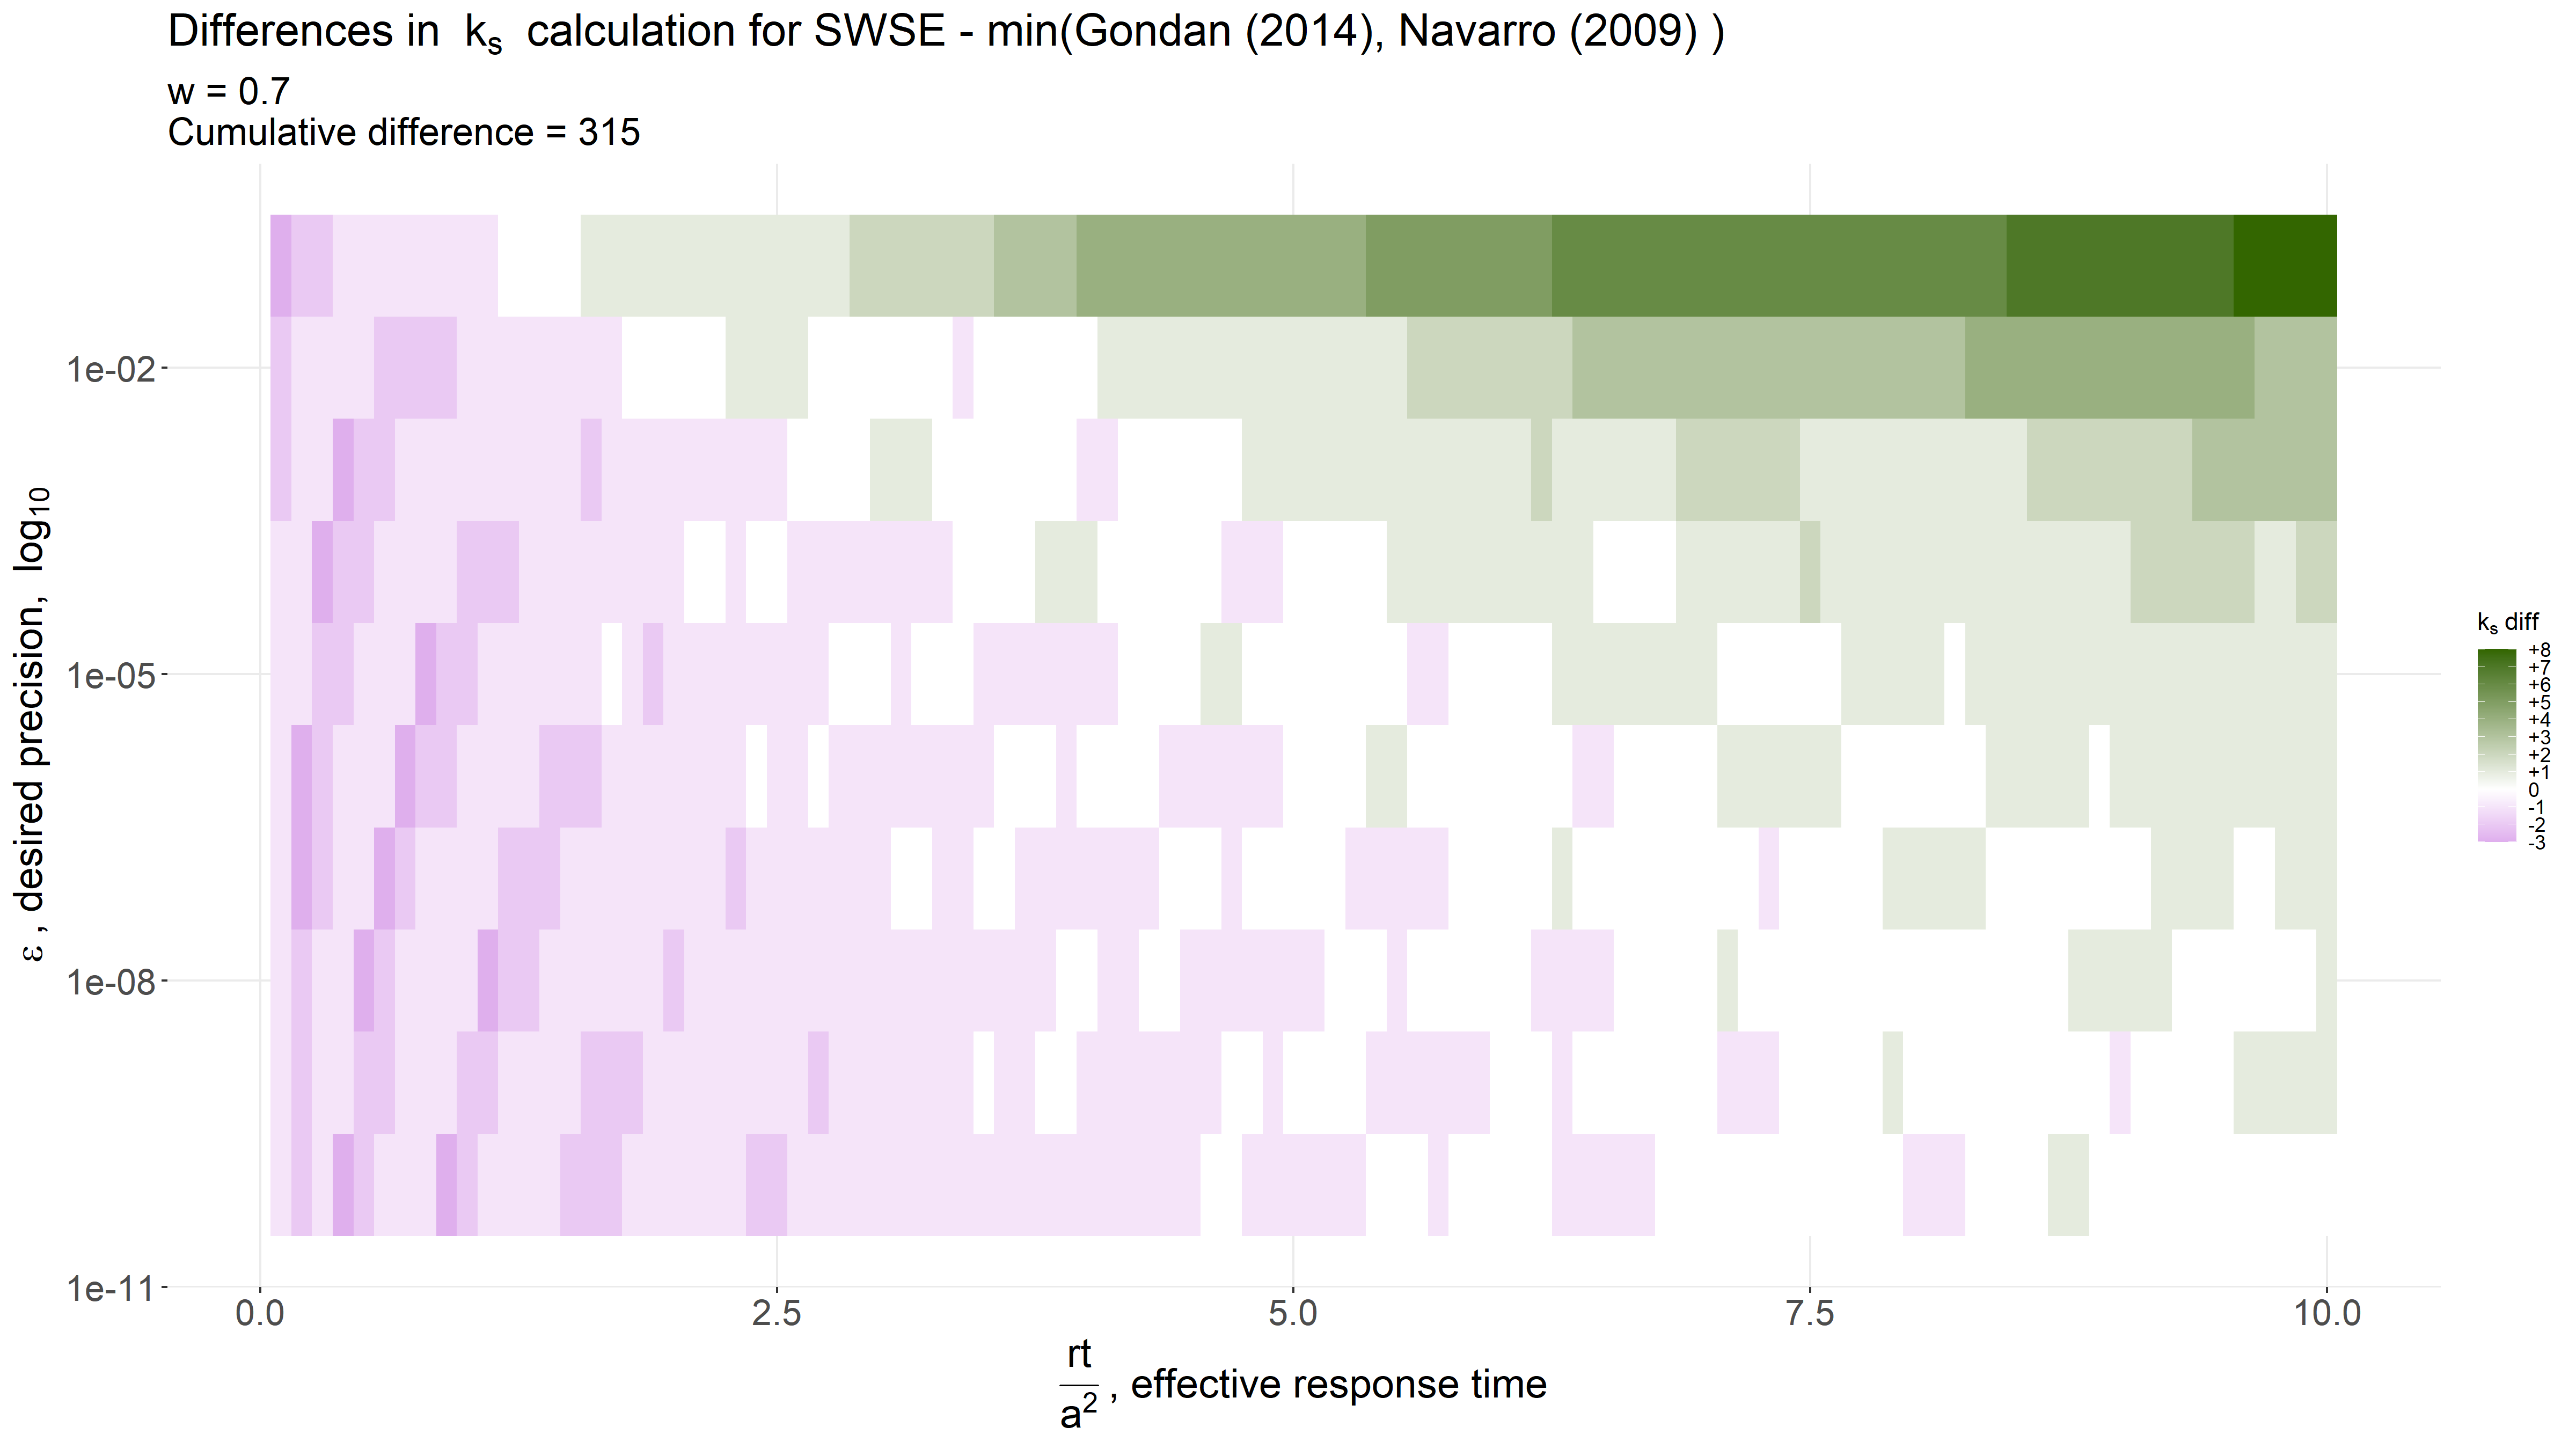 Differences in kₛ calculation for SWSE - min(Gondan (2014), Navarro (2009) )
w = 0.7
Cumulative difference = 315
ε , desired precision, log₁₀
1e-02
1e-05
1e-08
1e-11
0.0 2.5 5.0 7.5 10.0
rt
a² , effective response time
kₛ diff
+8
+7
+6
+5
+4
+3
+2
+1
0
-1
-2
-3